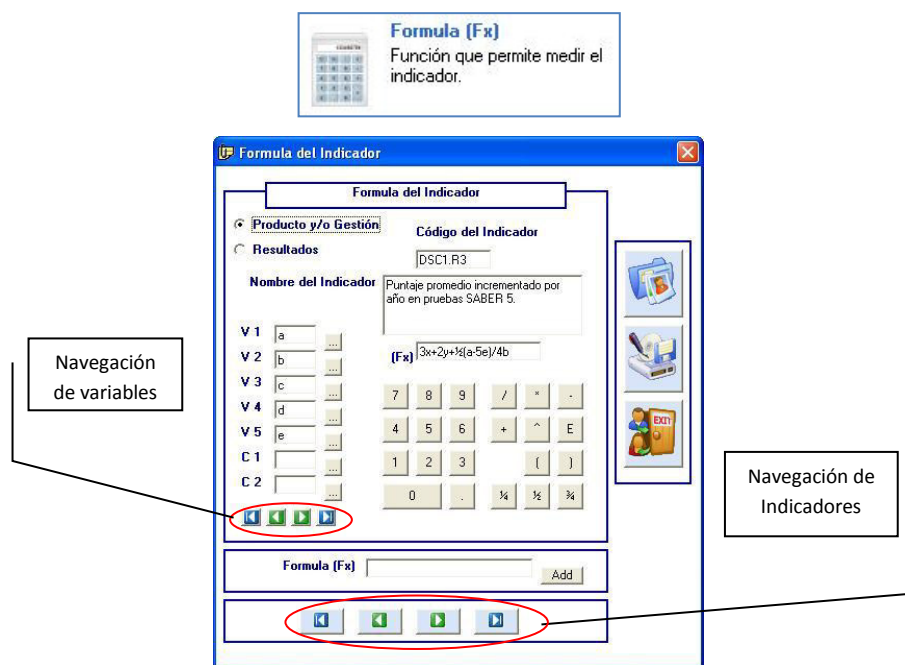 Formula (Fx)
Función que permite medir el
indicador.
Formula del Indicador
Formula del Indicador
Producto y/o Gestión
Resultados
Código del Indicador
DSC1.R3
Nombre del Indicador
Puntaje promedio incrementado por
año en pruebas SABER 5.
V 1 a ...
V 2 b ...
V 3 c ...
V 4 d ...
V 5 e ...
C 1 ...
C 2 ...
(Fx) 3x+2y+½(a-5e)/4b
7 8 9 / * -
4 5 6 + ^ E
1 2 3 ( )
0 . ¼ ½ ¾
EXIT
Navegación
de variables
Navegación de
Indicadores
Formula (Fx)
Add